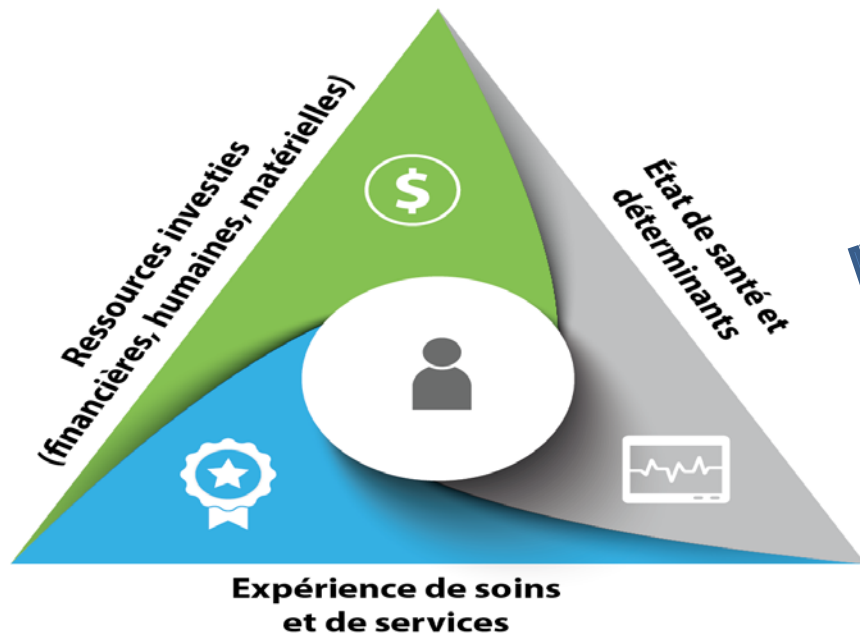 Ressources investies
(financières, humaines, matérielles)
$
État de santé et
déterminants
Expérience de soins
et de services